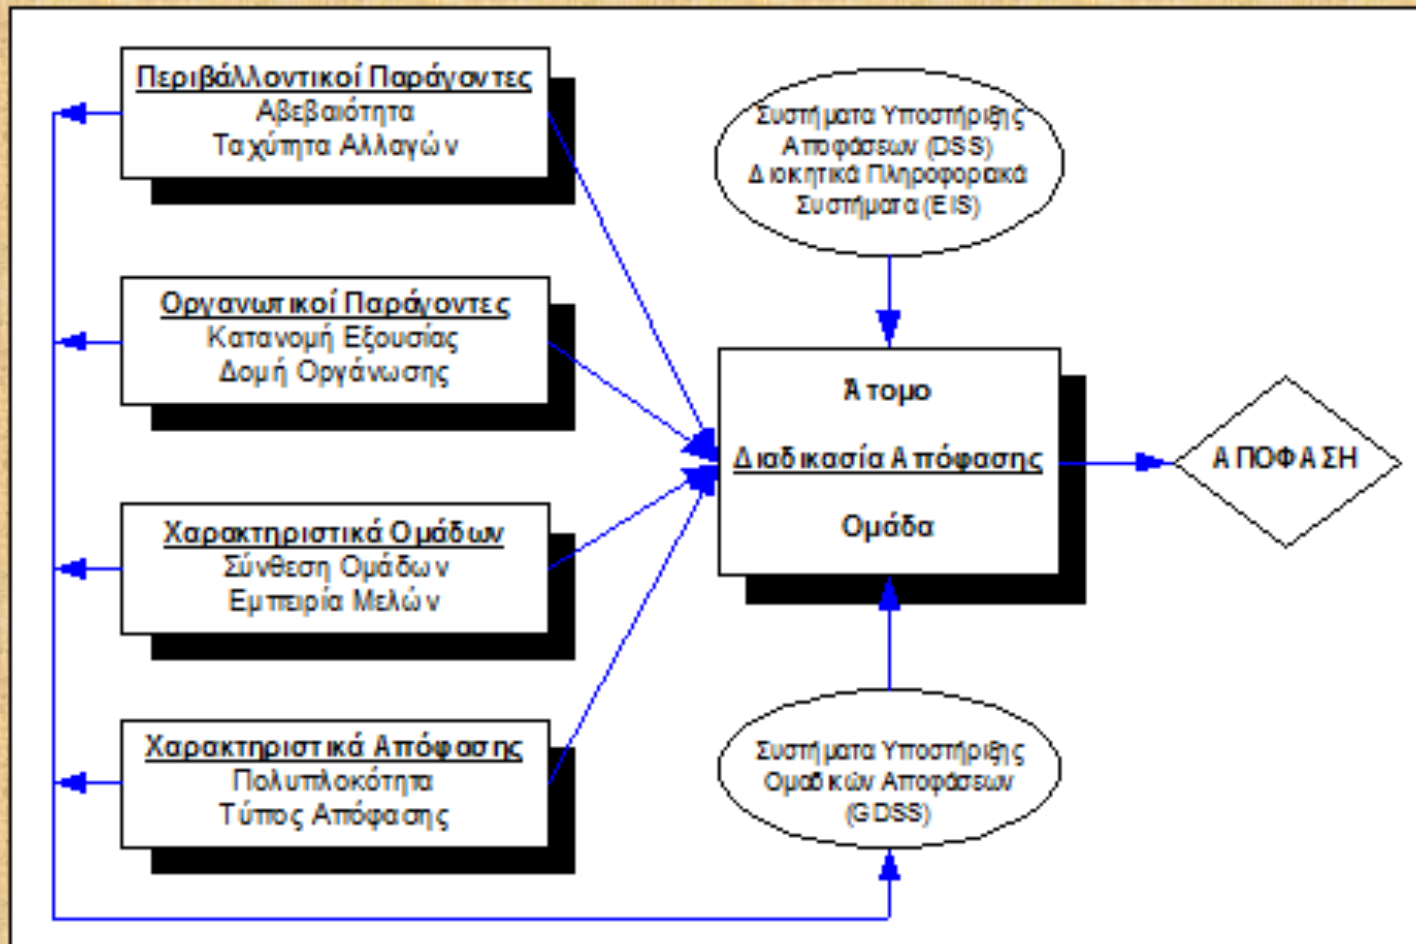 Περιβάλλοντικοί Παράγοντες
Αβεβαιότητα
Ταχύτητα Αλλαγών
Οργανωτικοί Παράγοντες
Κατανομή Εξουσίας
Δομή Οργάνωσης
Χαρακτηριστικά Ομάδων
Σύνθεση Ομάδων
Εμπειρία Μελών
Χαρακτηριστικά Απόφασης
Πολυπλοκότητα
Τύπος Απόφασης
Συστήματα Υποστήριξης
Αποφάσεων (DSS)
Διοικητικά Πληροφοριακά
Συστήματα (EIS)
Άτομο
Διαδικασία Απόφασης
Ομάδα
Συστήματα Υποστήριξης
Ομαδικών Αποφάσεων
(GDSS)
ΑΠΟΦΑΣΗ